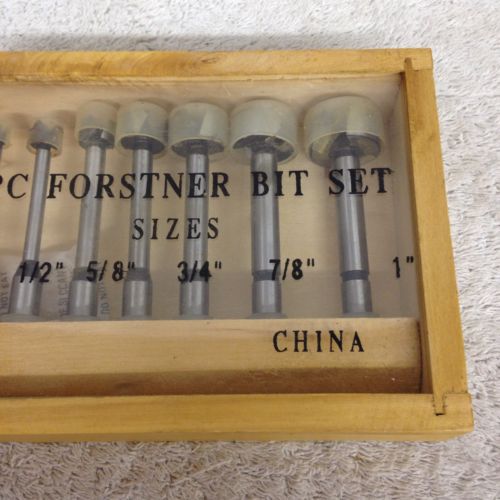 PC FORSTNER BIT SET
SIZES
1/2" 5/8" 3/4" 7/8" 1"
CHINA